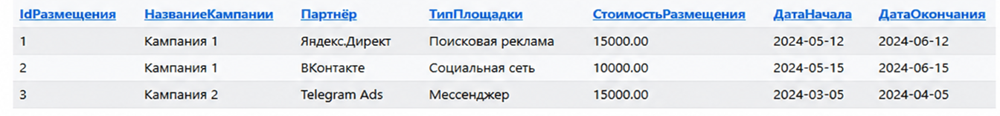 IdРазмещения НазваниеКампании Партнёр ТипПлощадки СтоимостьРазмещения ДатаНачала ДатаОкончания
1 Кампания 1 Яндекс.Директ Поисковая реклама 15000.00 2024-05-12 2024-06-12
2 Кампания 1 ВКонтакте Социальная сеть 10000.00 2024-05-15 2024-06-15
3 Кампания 2 Telegram Ads Мессенджер 15000.00 2024-03-05 2024-04-05